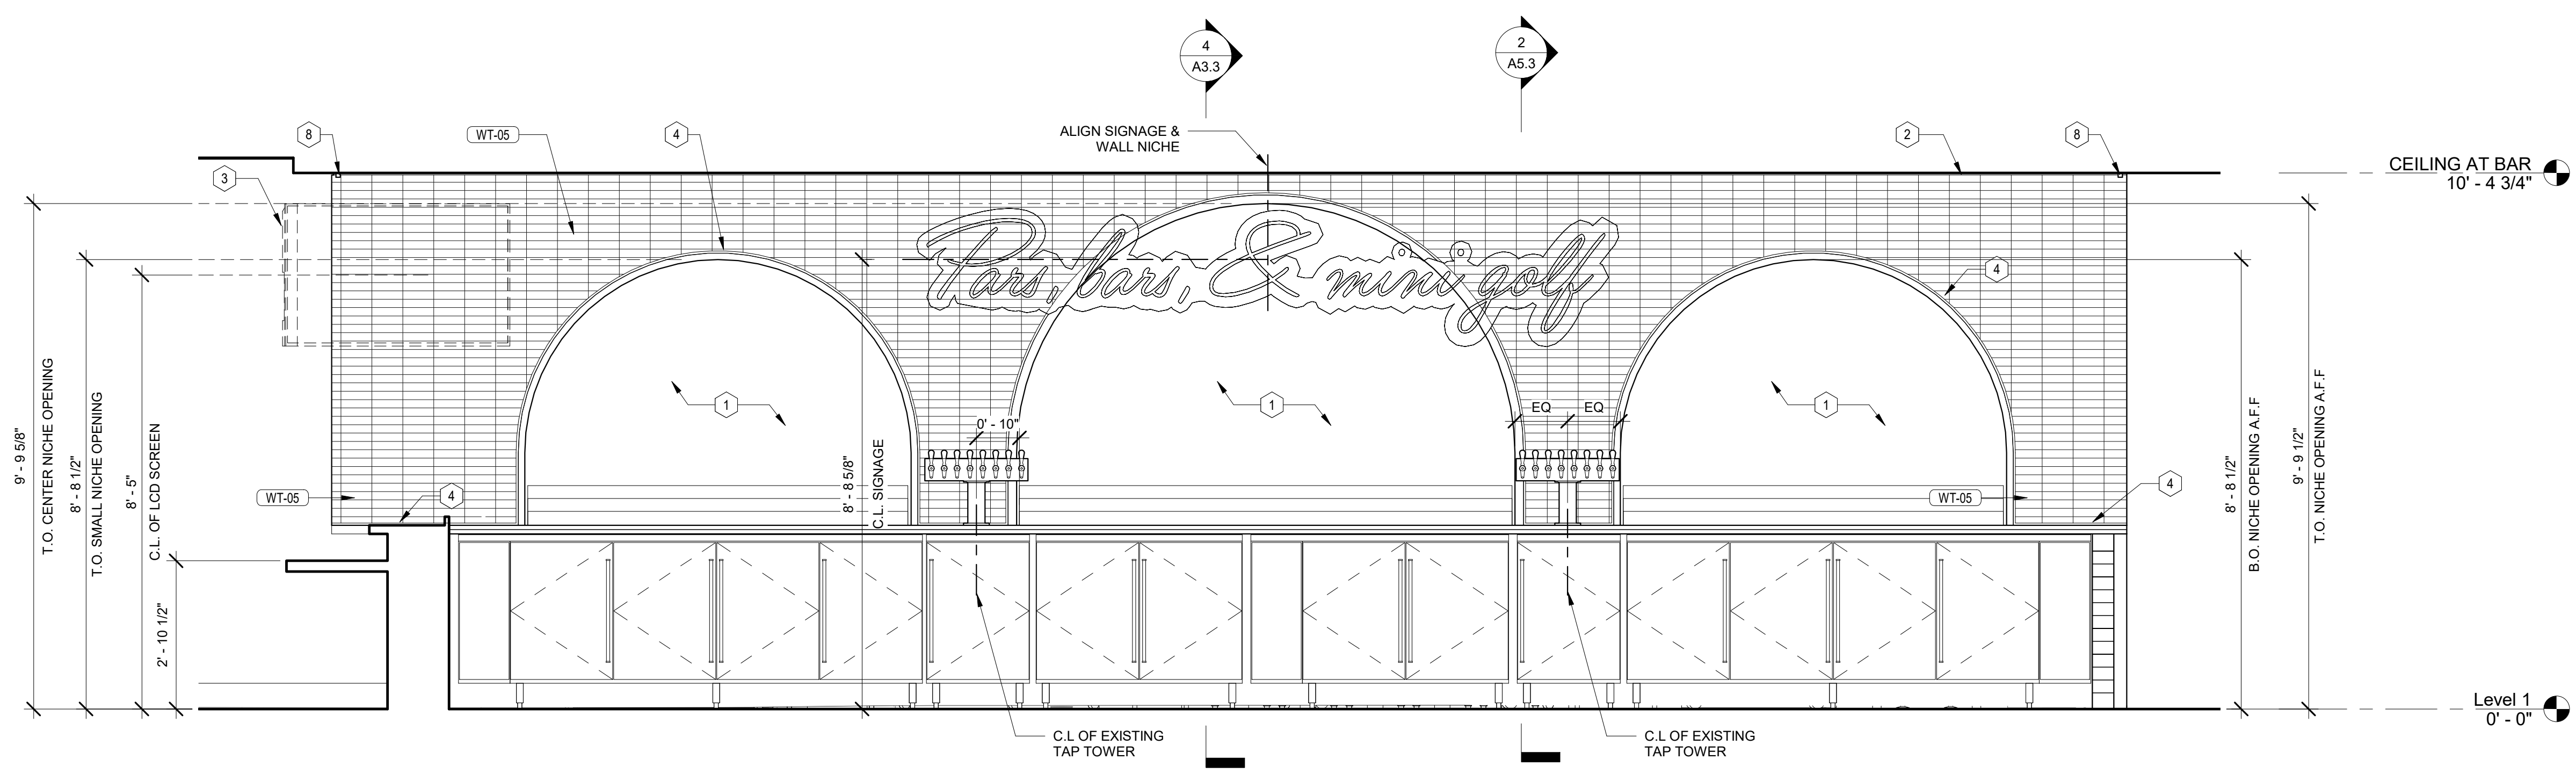 4
A3.3
2
A5.3
8
WT-05
4
ALIGN SIGNAGE &
WALL NICHE
2
8
CEILING AT BAR
10' - 4 3/4"
3
Pars, bars, & mini golf
4
1
1
1
0' - 10"
EQ
EQ
9' - 9 5/8"
T.O. CENTER NICHE OPENING
8' - 8 1/2"
T.O. SMALL NICHE OPENING
8' - 5"
C.L. OF LCD SCREEN
2' - 10 1/2"
WT-05
4
8' - 8 5/8"
C.L. SIGNAGE
WT-05
4
8' - 8 1/2"
B.O. NICHE OPENING A.F.F
9' - 9 1/2"
T.O. NICHE OPENING A.F.F
Level 1
0' - 0"
C.L OF EXISTING
TAP TOWER
C.L OF EXISTING
TAP TOWER